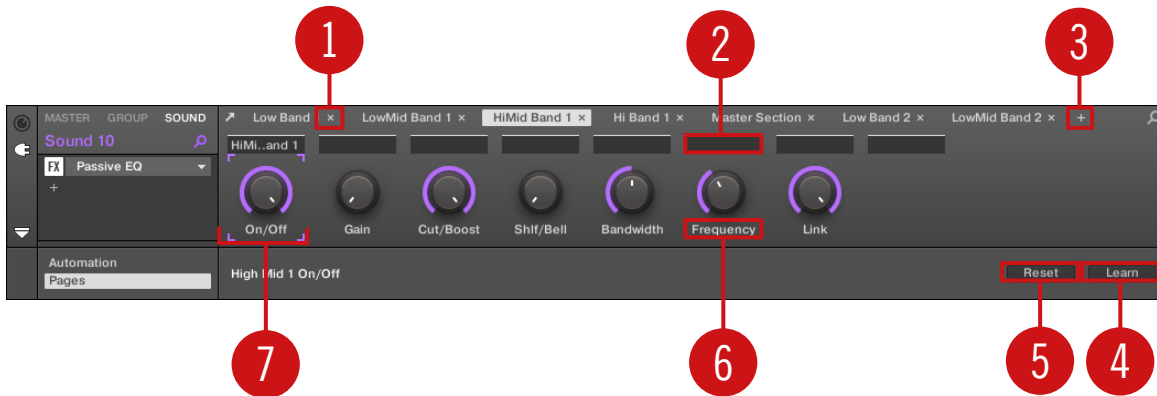 1 2 3
MASTER GROUP SOUND
Low Band × LowMid Band 1 × HiMid Band 1 × Hi Band 1 × Master Section × Low Band 2 × LowMid Band 2 × +
Sound 10
HiMi..and 1
FX Passive EQ
+
On/Off Gain Cut/Boost Shlf/Bell Bandwidth Frequency Link
Automation
Pages
High Mid 1 On/Off
Reset Learn
7 6 5 4